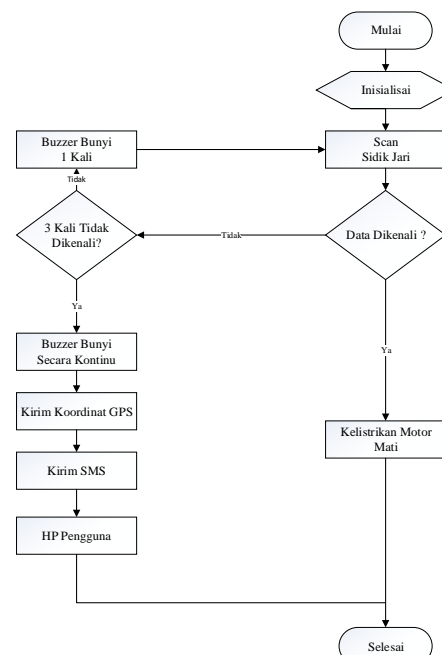 Mulai
Inisialisai
Buzzer Bunyi
1 Kali
Scan
Sidik Jari
Tidak
3 Kali Tidak
Dikenali?
Tidak
Data Dikenali ?
Ya
Buzzer Bunyi
Secara Kontinu
Ya
Kirim Koordinat GPS
Kelistrikan Motor
Mati
Kirim SMS
HP Pengguna
Selesai